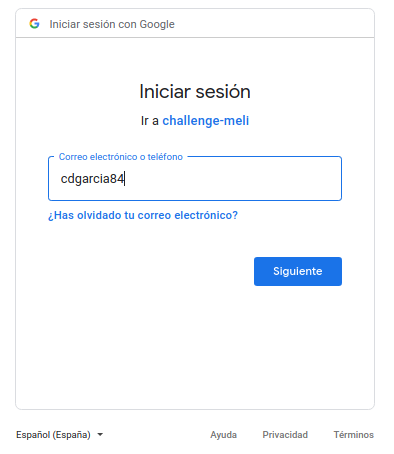 Iniciar sesión con Google
Iniciar sesión
Ir a challenge-meli
Correo electrónico o teléfono
cdgarcia84
¿Has olvidado tu correo electrónico?
Siguiente
Español (España) Ayuda Privacidad Términos